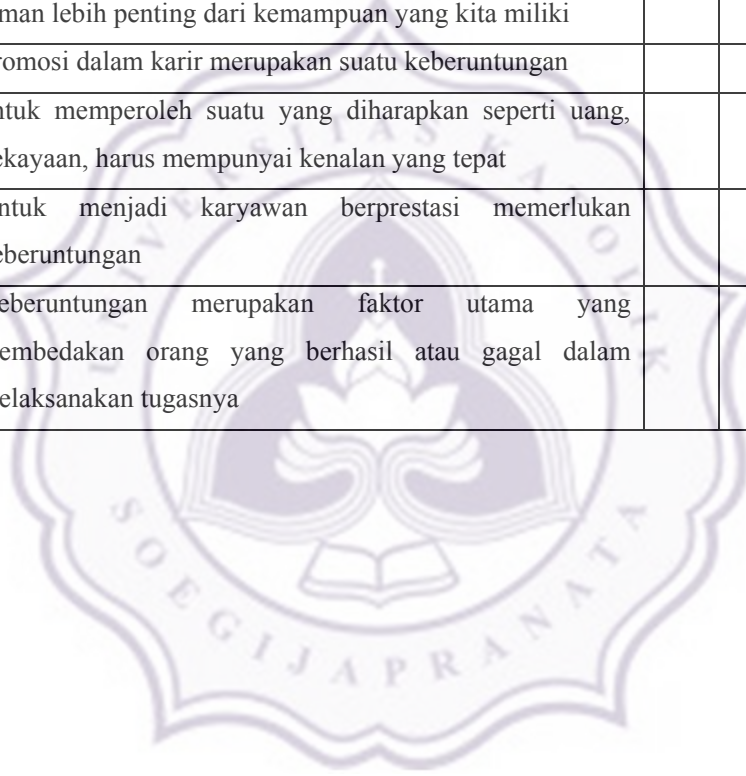 man lebih penting dari kemampuan yang kita miliki
romosi dalam karir merupakan suatu keberuntungan
ntuk memperoleh suatu yang diharapkan seperti uang,
ekayaan, harus mempunyai kenalan yang tepat
ntuk menjadi karyawan berprestasi memerlukan
eberuntungan
eberuntungan merupakan faktor utama yang
embedakan orang yang berhasil atau gagal dalam
elaksanakan tugasnya
UNIVERSITAS KATOLIK
SOEGIJAPRANATA